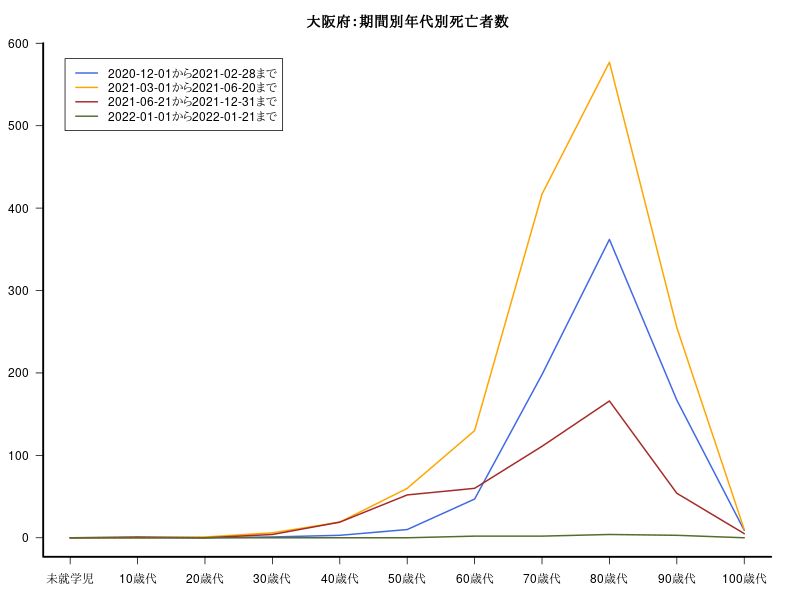 大阪府：期間別年代別死亡者数
600
500
400
300
200
100
0
2020-12-01から2021-02-28まで
2021-03-01から2021-06-20まで
2021-06-21から2021-12-31まで
2022-01-01から2022-01-21まで
未就学児 10歳代 20歳代 30歳代 40歳代 50歳代 60歳代 70歳代 80歳代 90歳代 100歳代